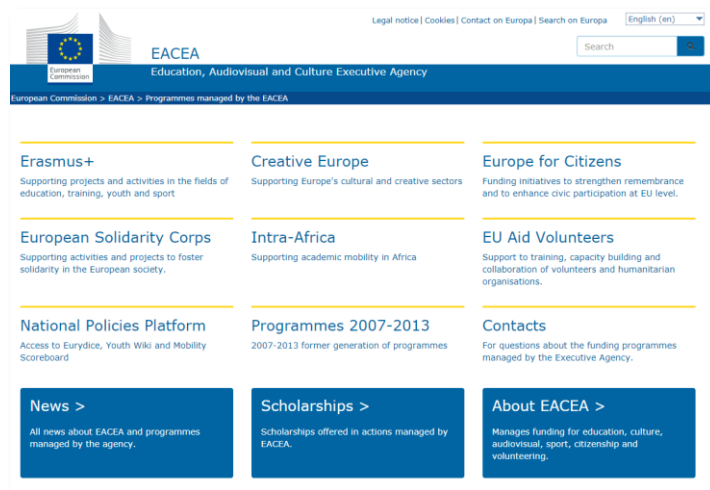 Legal notice | Cookies | Contact on Europa | Search on Europa
English (en)
European
Commission
EACEA
Search
Education, Audiovisual and Culture Executive Agency
European Commission > EACEA > Programmes managed by the EACEA
Erasmus+
Supporting projects and activities in the fields of
education, training, youth and sport
Creative Europe
Supporting Europe's cultural and creative sectors
Europe for Citizens
Funding initiatives to strengthen remembrance
and to enhance civic participation at EU level.
European Solidarity Corps
Supporting activities and projects to foster
solidarity in the European society.
Intra-Africa
Supporting academic mobility in Africa
EU Aid Volunteers
Support to training, capacity building and
collaboration of volunteers and humanitarian
organisations.
National Policies Platform
Access to Eurydice, Youth Wiki and Mobility
Scoreboard
Programmes 2007-2013
2007-2013 former generation of programmes
Contacts
For questions about the funding programmes
managed by the Executive Agency.
News >
All news about EACEA and programmes
managed by the agency.
Scholarships >
Scholarships offered in actions managed by
EACEA.
About EACEA >
Manages funding for education, culture,
audiovisual, sport, citizenship and
volunteering.